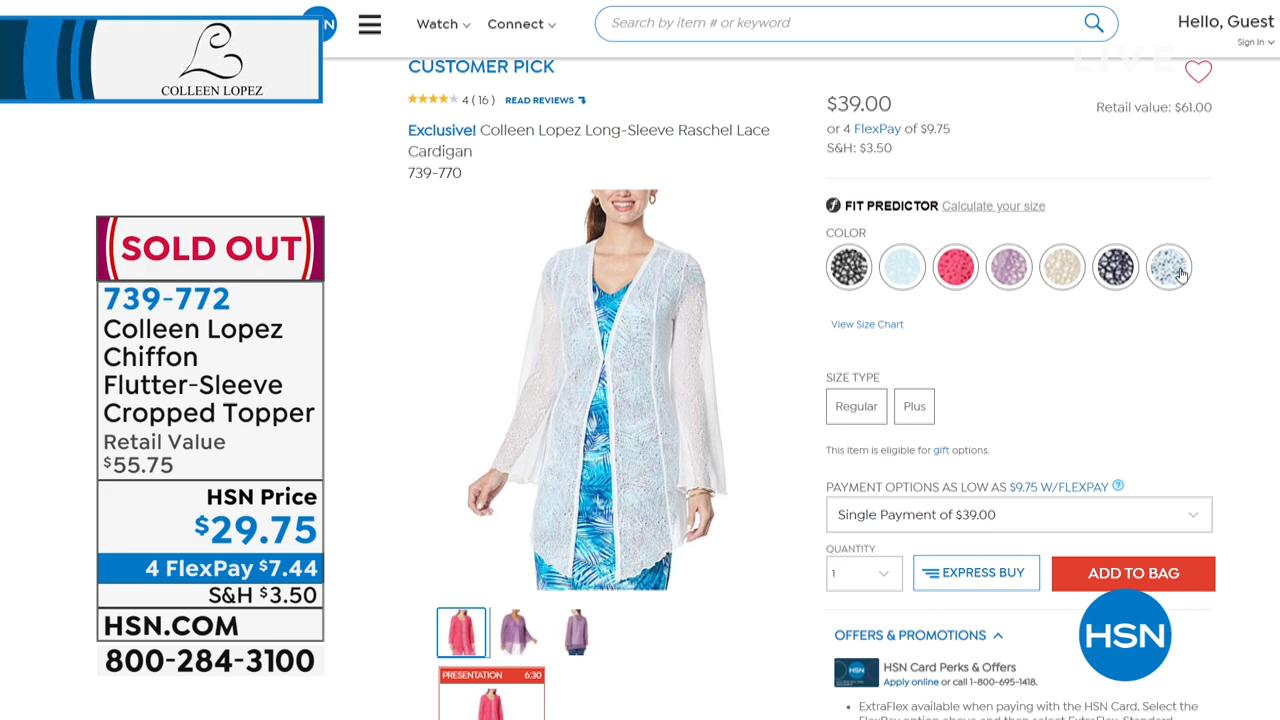 COLLEEN LOPEZ
SOLD OUT
739-772
Colleen Lopez
Chiffon
Flutter-Sleeve
Cropped Topper
Retail Value
$55.75
HSN Price
$29.75
4 FlexPay $7.44
S&H $3.50
HSN.COM
800-284-3100
Watch
Connect
Search by item # or keyword
Hello, Guest
Sign In
LIVE
CUSTOMER PICK
4 ( 16 ) READ REVIEWS
Exclusive! Colleen Lopez Long-Sleeve Raschel Lace
Cardigan
739-770
PRESENTATION 6:30
$39.00
Retail value: $61.00
or 4 FlexPay of $9.75
S&H: $3.50
FIT PREDICTOR Calculate your size
COLOR
View Size Chart
SIZE TYPE
Regular Plus
This item is eligible for gift options.
PAYMENT OPTIONS AS LOW AS $9.75 W/FLEXPAY ?
Single Payment of $39.00
QUANTITY
1
EXPRESS BUY
ADD TO BAG
OFFERS & PROMOTIONS
HSN
HSN
HSN Card Perks & Offers
Apply online or call 1-800-695-1418.
• ExtraFlex available when paying with the HSN Card. Select the